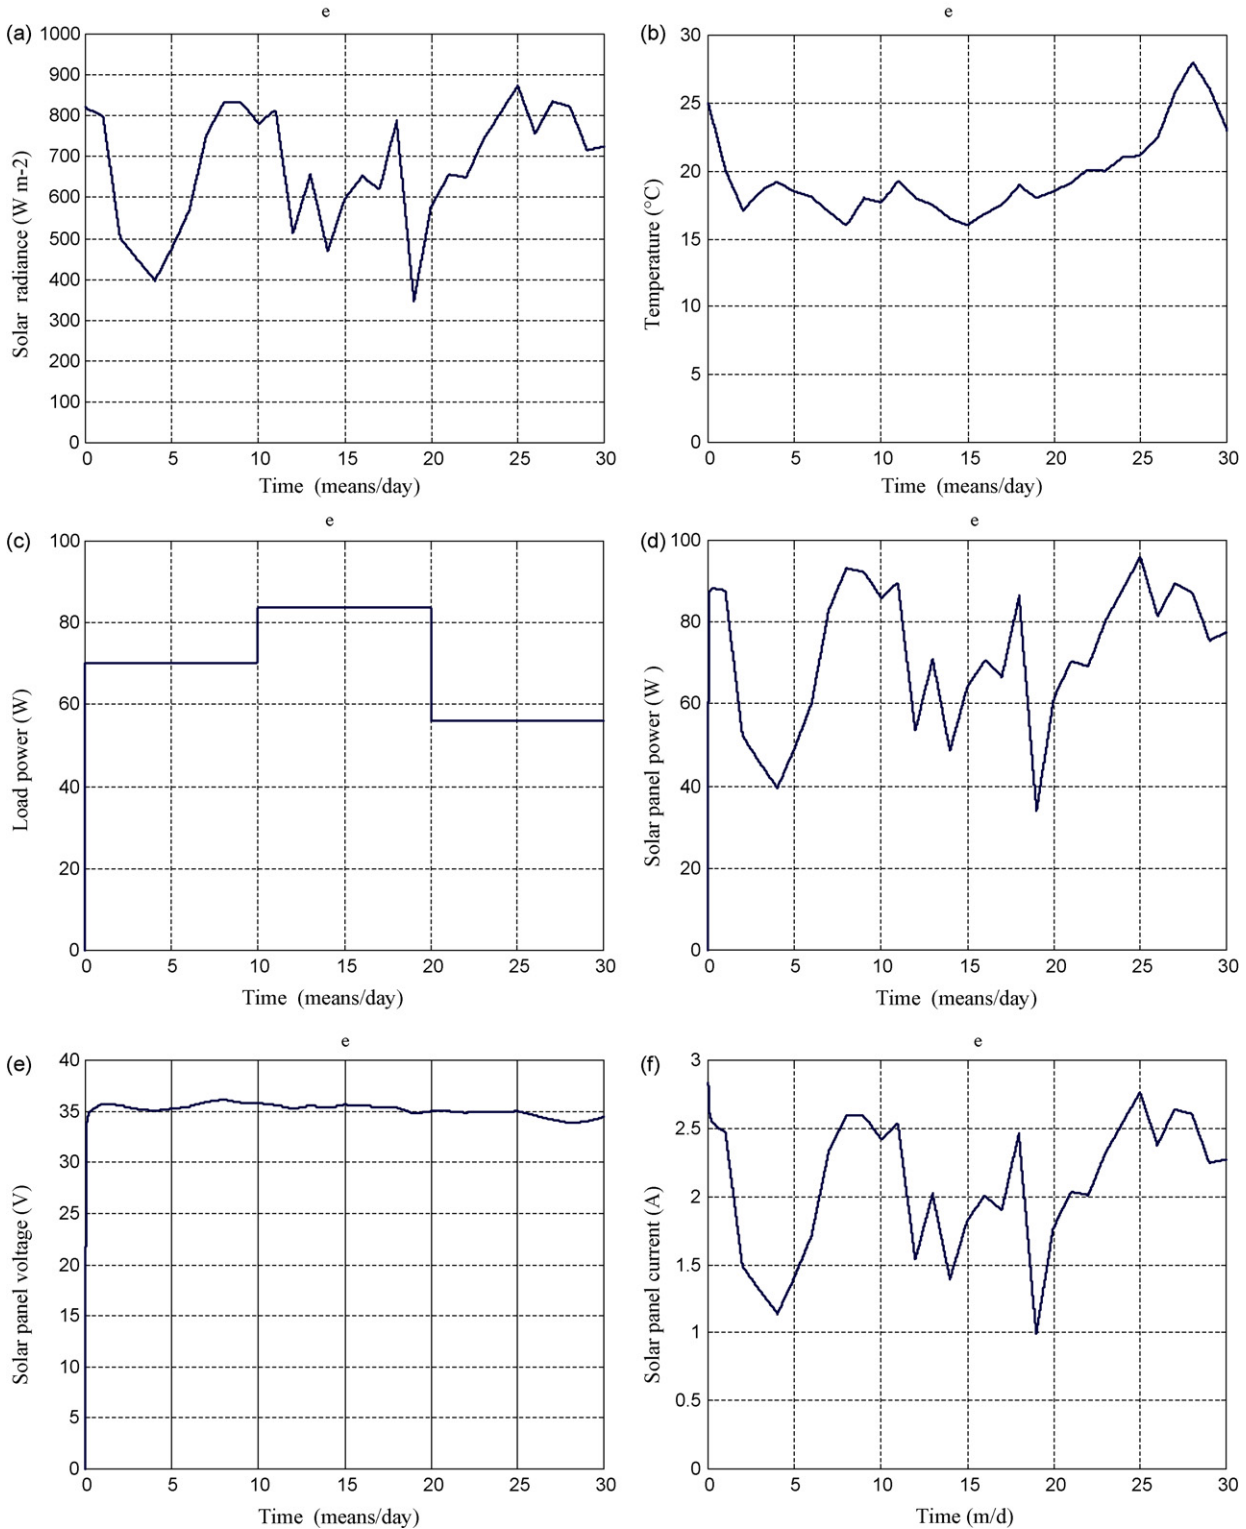 e
(a)
1000
900
800
700
600
500
400
300
200
100
0
Solar radiance (W m-2)
0 5 10 15 20 25 30
Time (means/day)
e
(b)
30
25
20
15
10
5
0
Temperature (°C)
0 5 10 15 20 25 30
Time (means/day)
e
(c)
100
80
60
40
20
0
Load power (W)
0 5 10 15 20 25 30
Time (means/day)
e
(d)
100
80
60
40
20
0
Solar panel power (W )
0 5 10 15 20 25 30
Time (means/day)
e
(e)
40
35
30
25
20
15
10
5
0
Solar panel voltage (V)
0 5 10 15 20 25 30
Time (means/day)
e
(f)
3
2.5
2
1.5
1
0.5
0
Solar panel current (A)
0 5 10 15 20 25 30
Time (m/d)